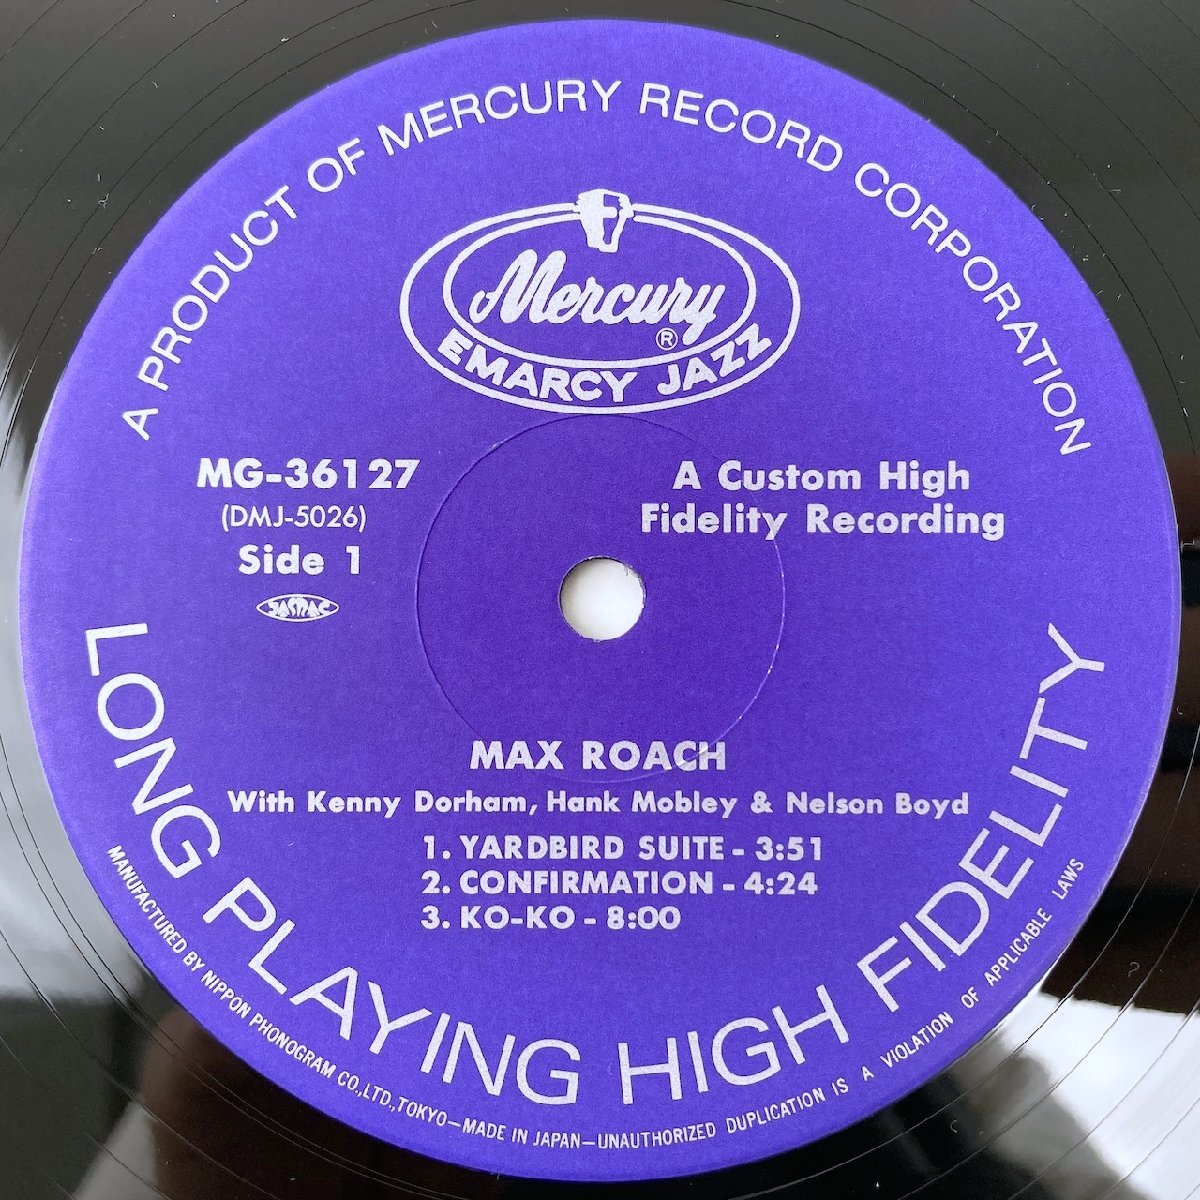 A PRODUCT OF MERCURY RECORD CORPORATION
Mercury ®
EMARCY JAZZ
MG-36127
(DMJ-5026)
Side 1
JASRAC
A Custom High
Fidelity Recording
MAX ROACH
With Kenny Dorham, Hank Mobley & Nelson Boyd
1. YARDBIRD SUITE - 3:51
2. CONFIRMATION - 4:24
3. KO-KO - 8:00
LONG PLAYING HIGH FIDELITY
MANUFACTURED BY NIPPON PHONOGRAM CO.,LTD.,TOKYO—MADE IN JAPAN—UNAUTHORIZED DUPLICATION IS A VIOLATION OF APPLICABLE LAWS